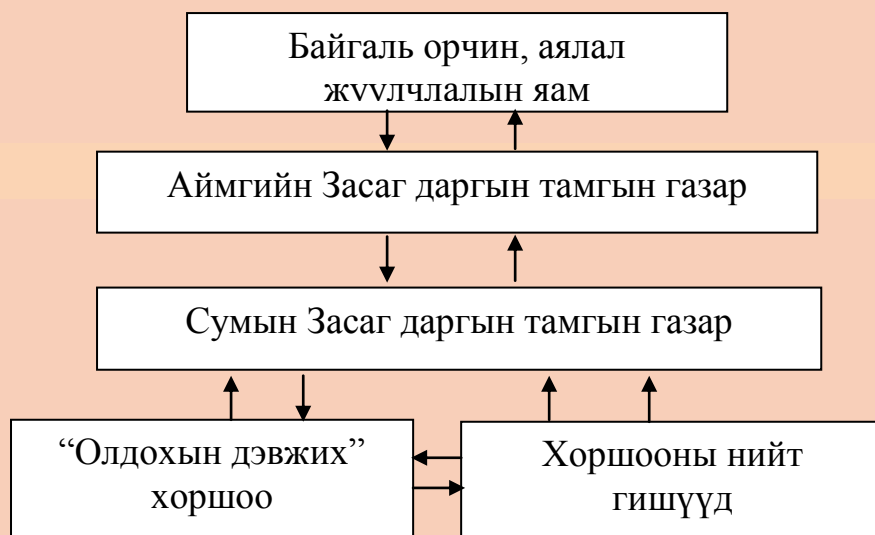 Байгаль орчин, аялал
жуулчлалын яам
Аймгийн Засаг даргын тамгын газар
Сумын Засаг даргын тамгын газар
“Олдохын дэвжих”
хоршоо
Хоршооны нийт
гишүүд